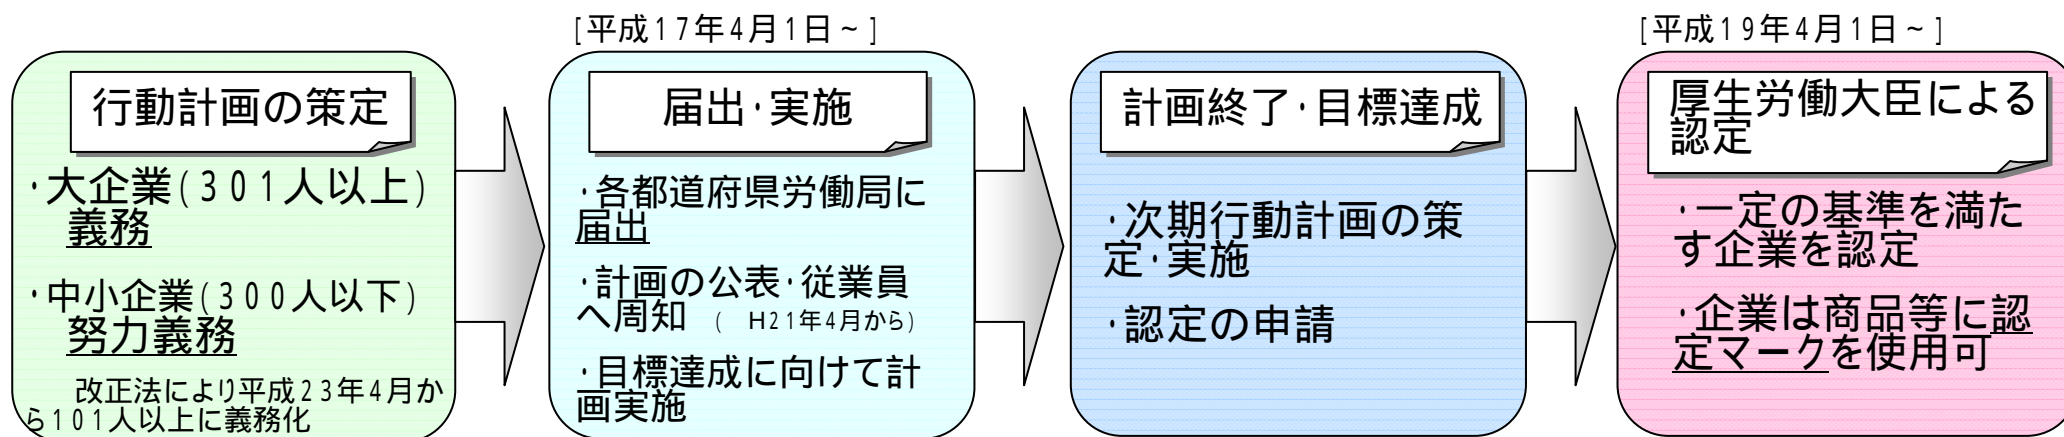 [平成17年4月1日~]
[平成19年4月1日~]
行動計画の策定
・大企業(301人以上)
義務
・中小企業(300人以下)
努力義務
改正法により平成23年4月か
ら101人以上に義務化
届出・実施
・各都道府県労働局に
届出
・計画の公表・従業員
へ周知 ( H21年4月から)
・目標達成に向けて計
画実施
計画終了・目標達成
・次期行動計画の策
定・実施
・認定の申請
厚生労働大臣による
認定
・一定の基準を満た
す企業を認定
・企業は商品等に認
定マークを使用可